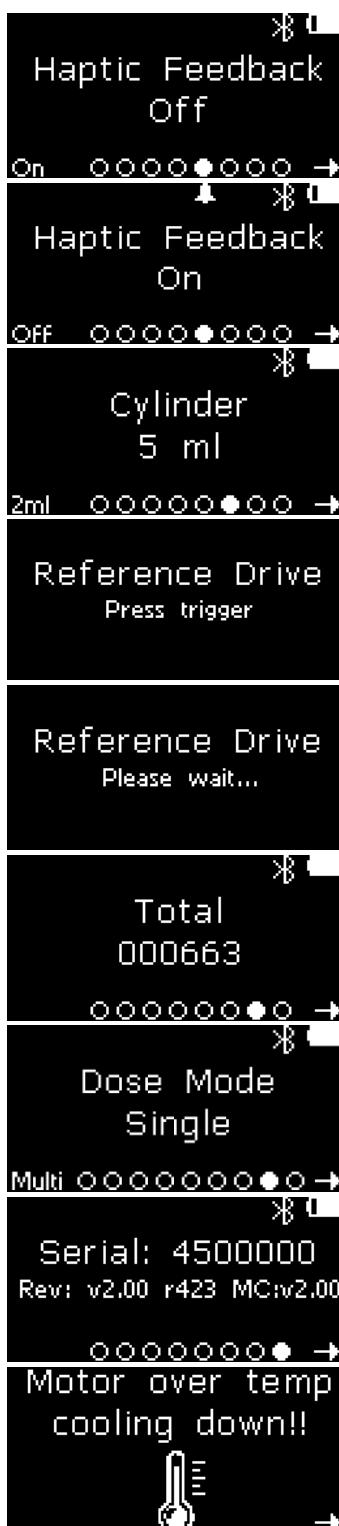 Haptic Feedback
Off
On
Haptic Feedback
On
Off
Cylinder
5 ml
2ml
Reference Drive
Press trigger
Reference Drive
Please wait...
Total
000663
Dose Mode
Single
Multi
Serial: 4500000
Rev: v2.00 r423 MC:v2.00
Motor over temp
cooling down!!